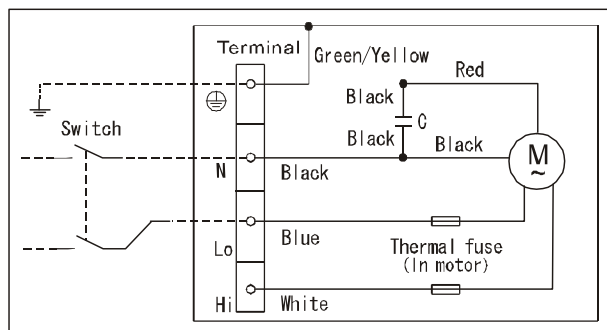 Terminal
Green/Yellow
Red
Black
C
Switch
Black
Black
N
Black
M
~
Blue
Lo
Thermal fuse
(In motor)
Hi
White